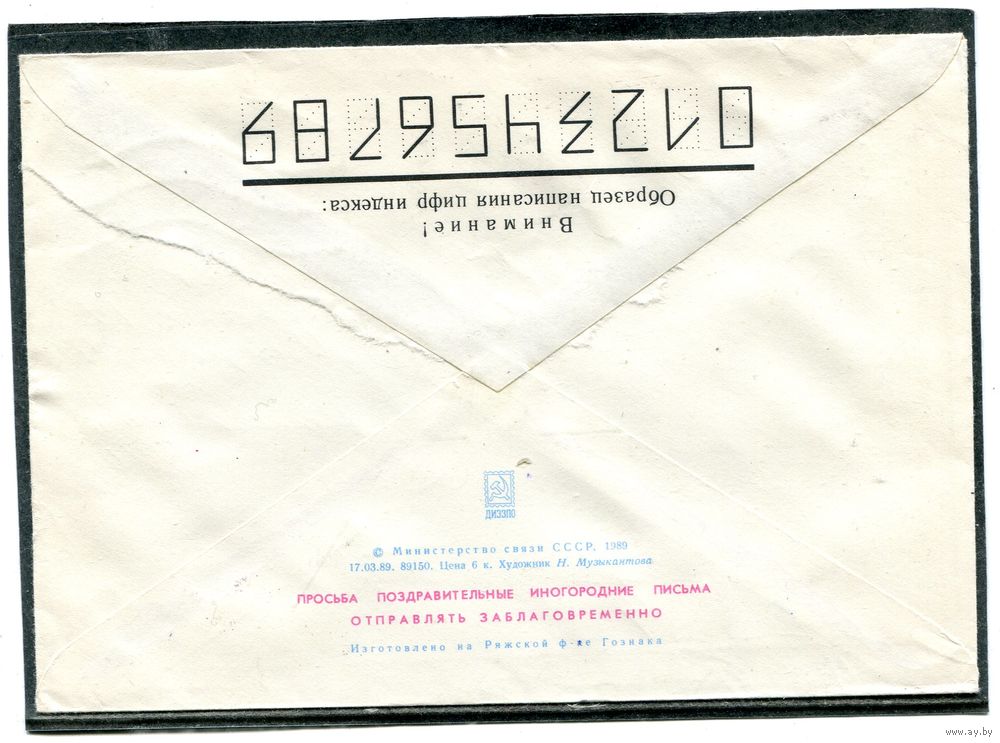 Внимание!
Образец написания цифр индекса:
0123456789
ДИЭЗПО
© Министерство связи СССР, 1989
17.03.89. 89150. Цена 6 к. Художник Н. Музыкантова
ПРОСЬБА ПОЗДРАВИТЕЛЬНЫЕ ИНОГОРОДНИЕ ПИСЬМА
ОТПРАВЛЯТЬ ЗАБЛАГОВРЕМЕННО
Изготовлено на Ряжской ф-ке Гознака
www.ay.by